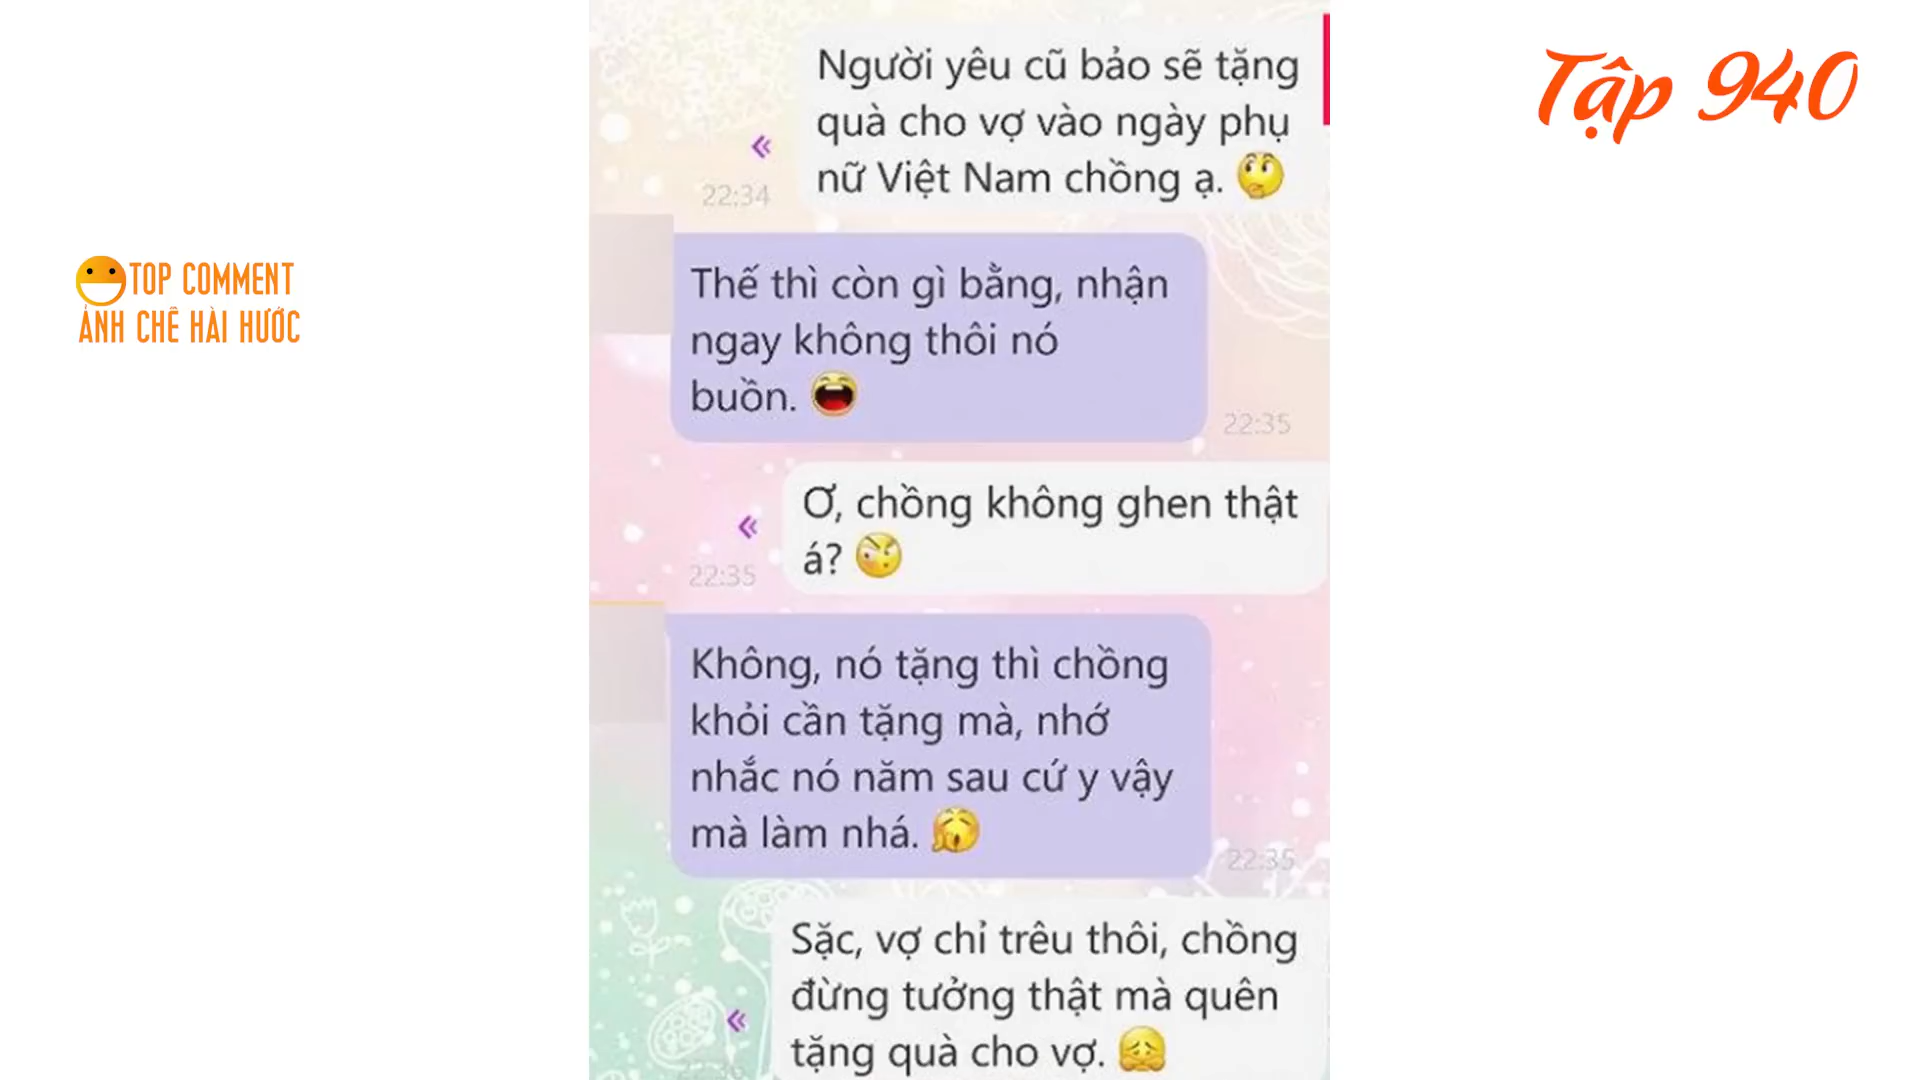 Tập 940
TOP COMMENT
ẢNH CHẾ HÀI HƯỚC
Người yêu cũ bảo sẽ tặng
quà cho vợ vào ngày phụ
nữ Việt Nam chồng ạ.
22:34
Thế thì còn gì bằng, nhận
ngay không thôi nó
buồn.
22:35
Ơ, chồng không ghen thật
á?
22:35
Không, nó tặng thì chồng
khỏi cần tặng mà, nhớ
nhắc nó năm sau cứ y vậy
mà làm nhá.
22:35
Sặc, vợ chỉ trêu thôi, chồng
đừng tưởng thật mà quên
tặng quà cho vợ.